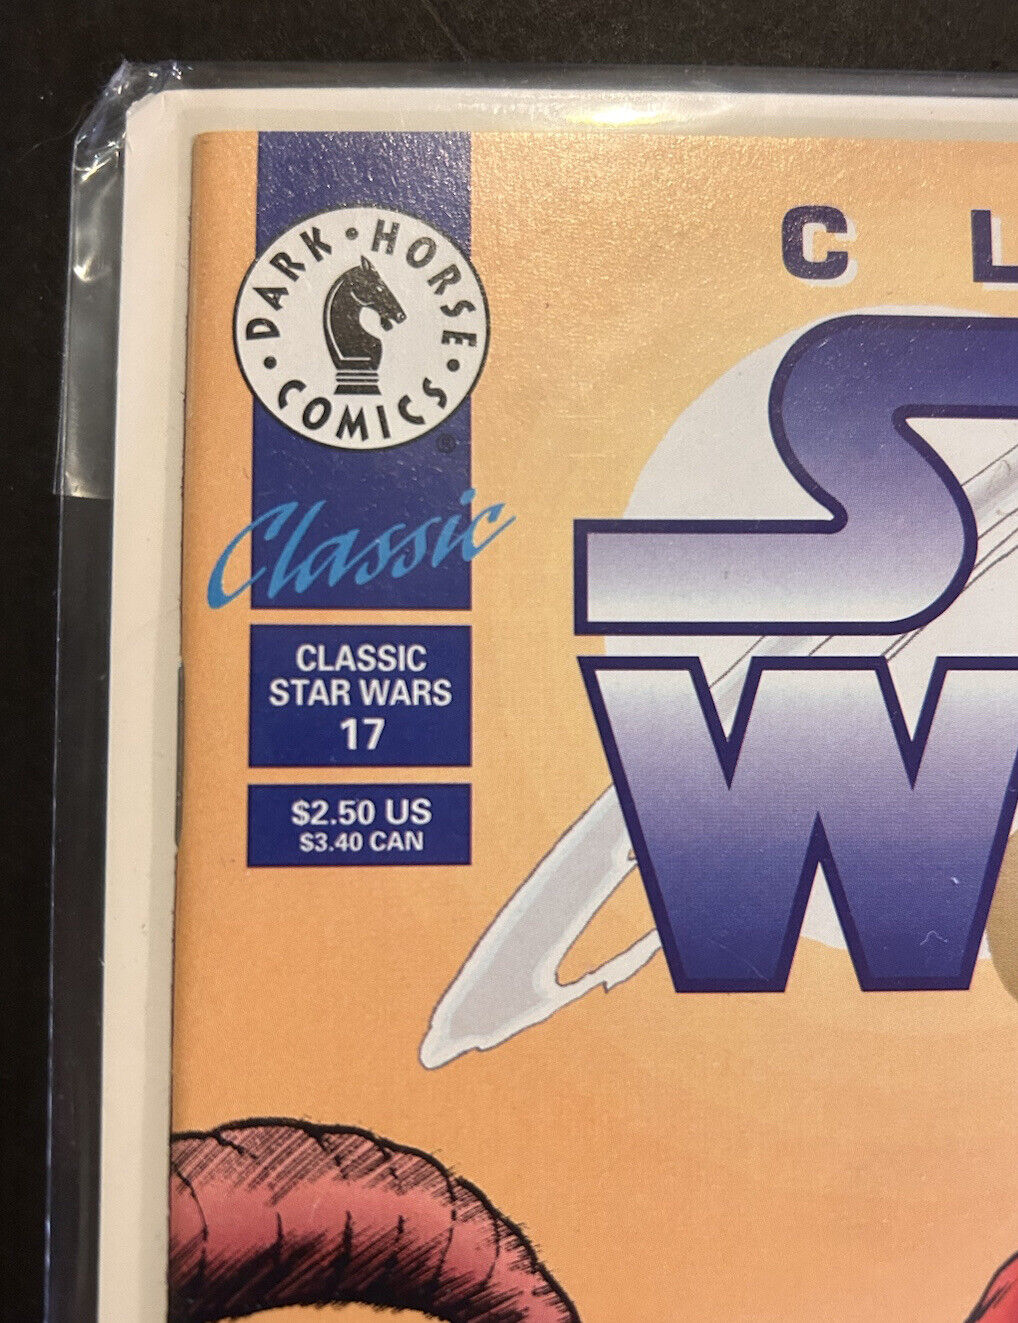 DARK • HORSE
• COMICS •
®
Classic
CLASSIC
STAR WARS
17
$2.50 US
$3.40 CAN
C L
S
W